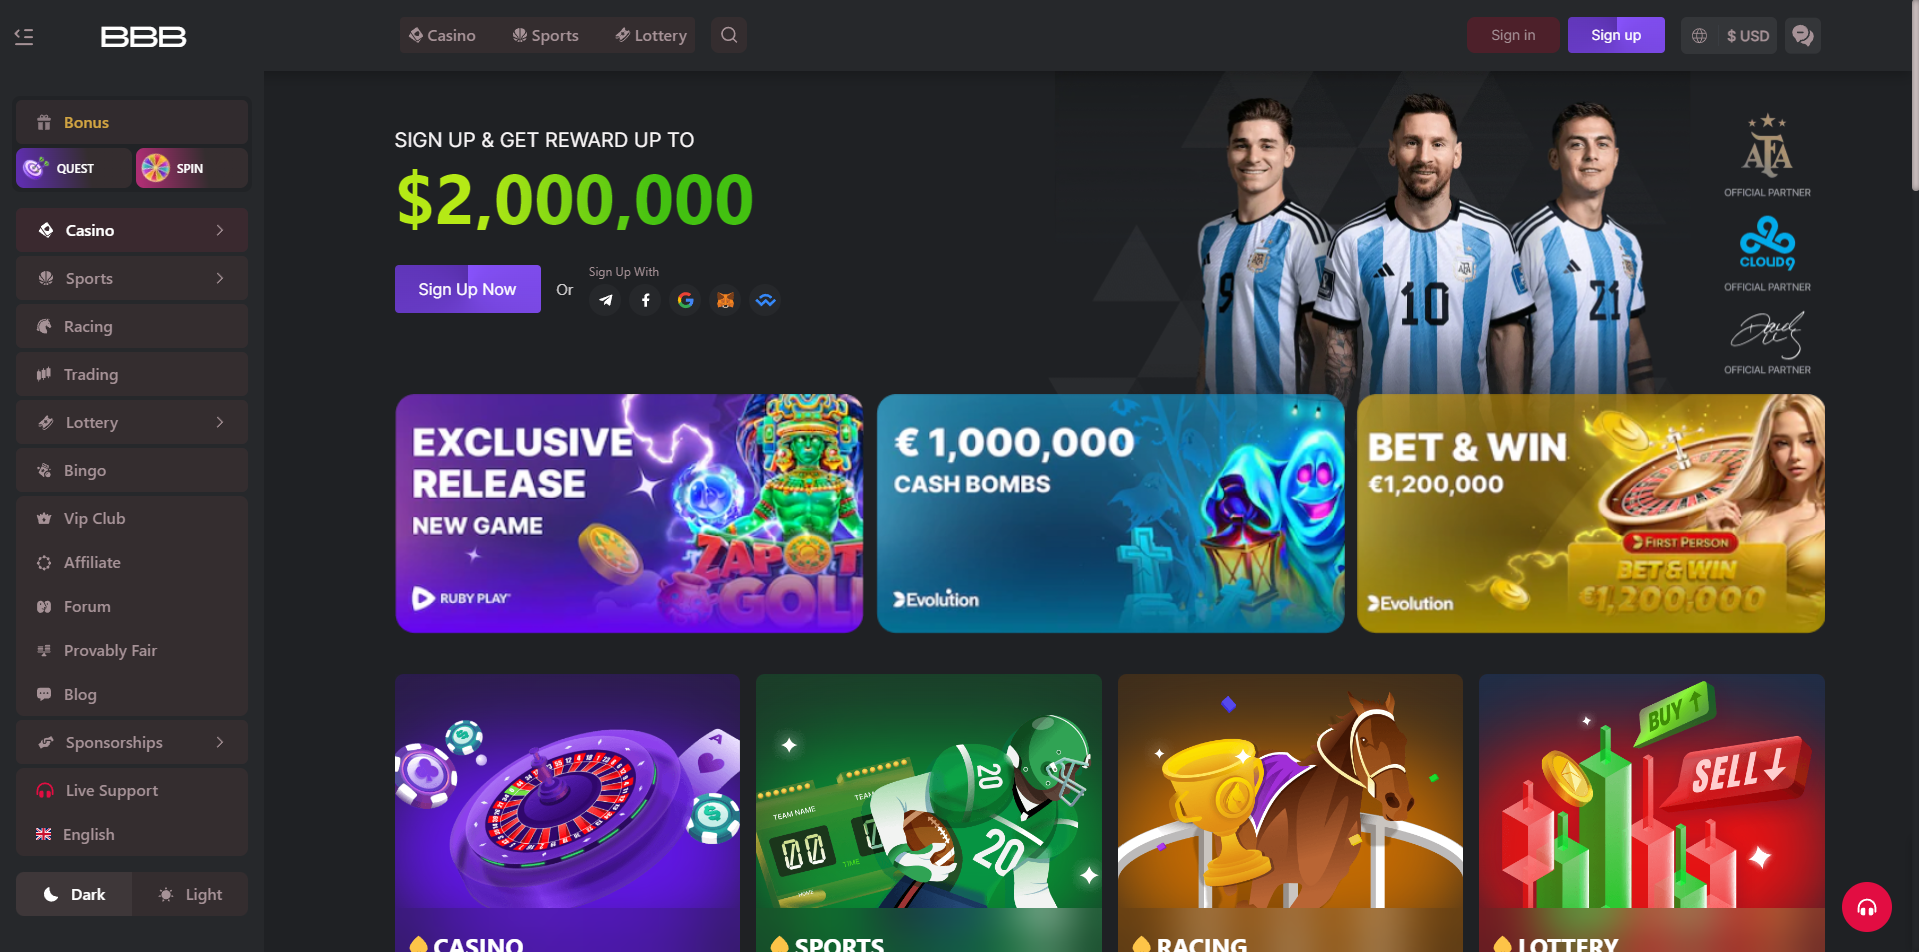 BBB
Casino
Sports
Lottery
Sign in
Sign up
$ USD
Bonus
QUEST
SPIN
Casino
Sports
Racing
Trading
Lottery
Bingo
Vip Club
Affiliate
Forum
Provably Fair
Blog
Sponsorships
Live Support
English
Dark
Light
SIGN UP & GET REWARD UP TO
$2,000,000
Sign Up Now
Or
Sign Up With
9
10
21
AFA
OFFICIAL PARTNER
CLOUD9
OFFICIAL PARTNER
OFFICIAL PARTNER
EXCLUSIVE
RELEASE
NEW GAME
RUBY PLAY
ZAPOT
GOL
€ 1,000,000
CASH BOMBS
Evolution
BET & WIN
€1,200,000
FIRST PERSON
BET & WIN
€1,200,000
Evolution
A
TEAM NAME
TEAM
00
TIME
HOME
20
20
BUY
SELL
CASINO
SPORTS
RACING
LOTTERY